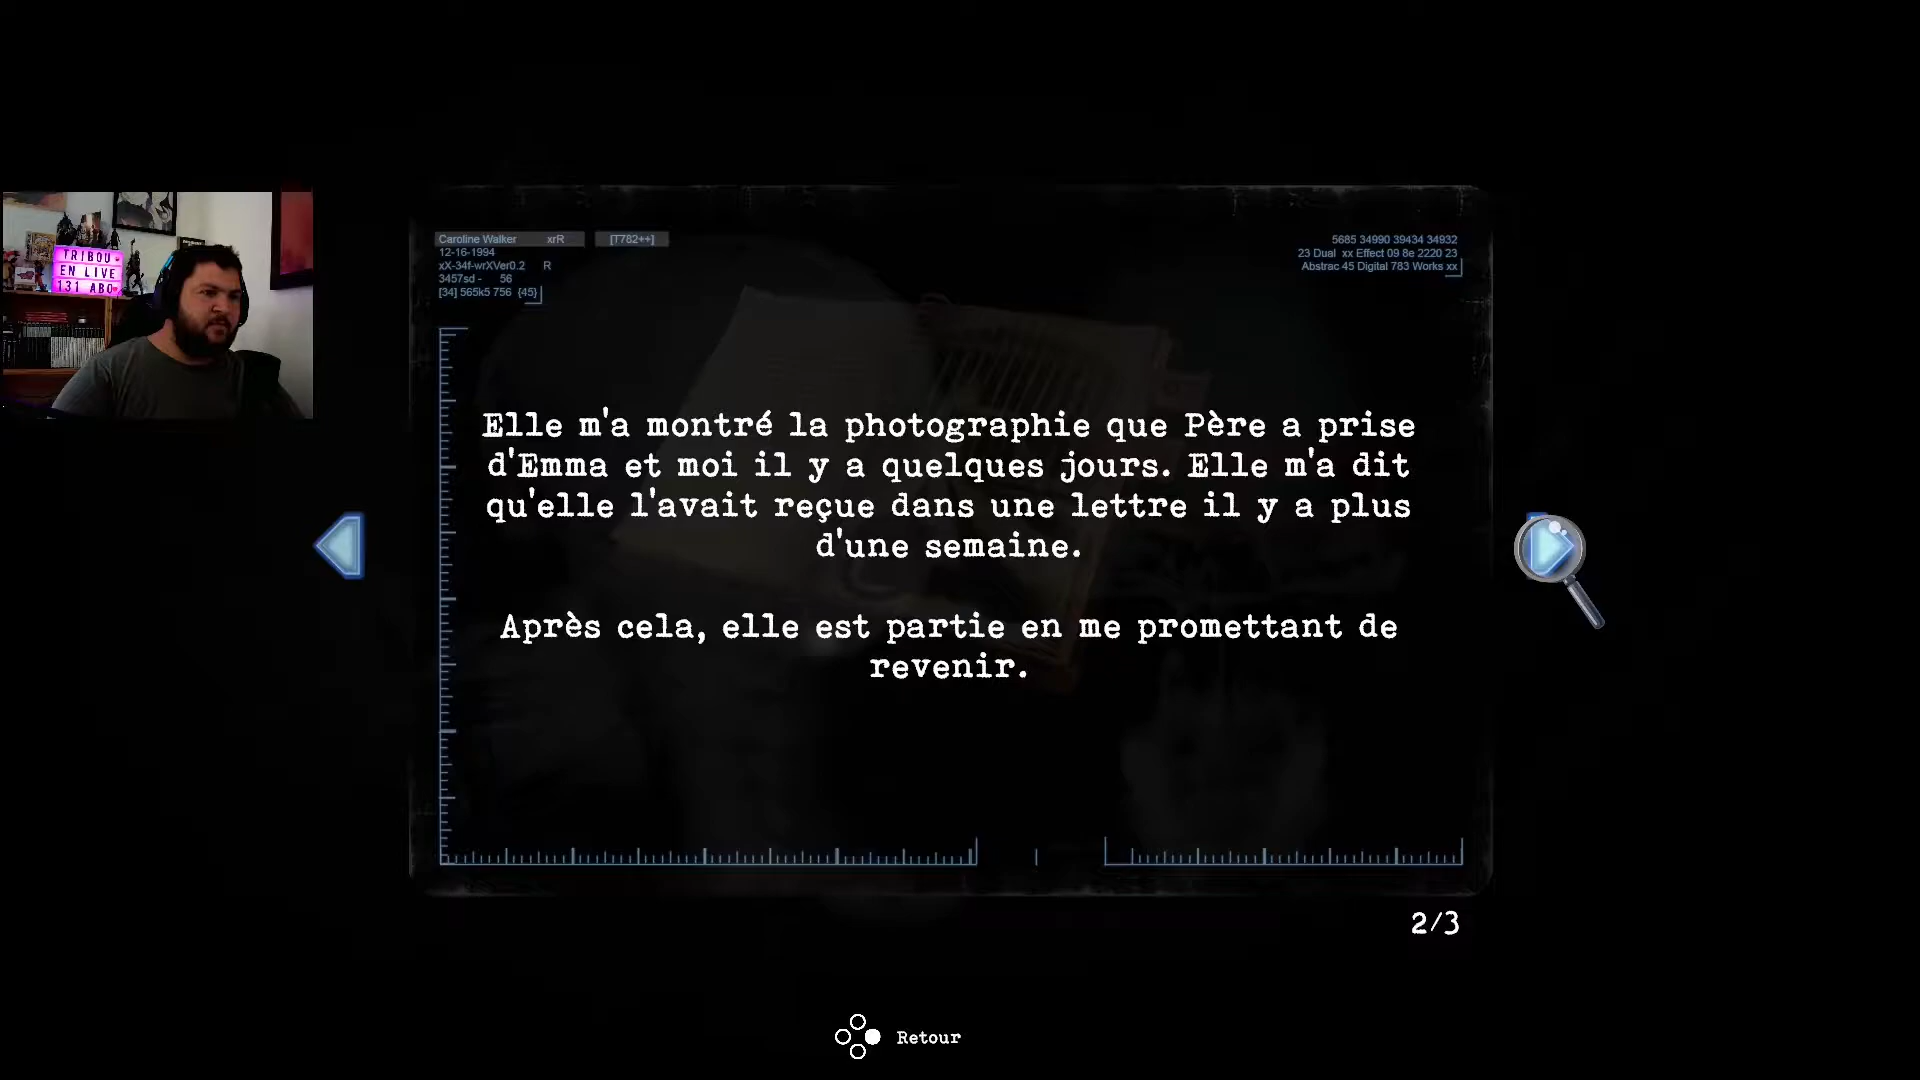 TRIBOU
EN LIVE
131 ABO
Caroline Walker xrR [T782++]
12-16-1994
xX-34f-wrXVer0.2 R
3457sd - 56
[34] 565k5 756 {45}
5685 34990 39434 34932
23 Dual xx Effect 09 8e 2220 23
Abstrac 45 Digital 783 Works xx
Elle m'a montré la photographie que Père a prise
d'Emma et moi il y a quelques jours. Elle m'a dit
qu'elle l'avait reçue dans une lettre il y a plus
d'une semaine.
Après cela, elle est partie en me promettant de
revenir.
2/3
Retour